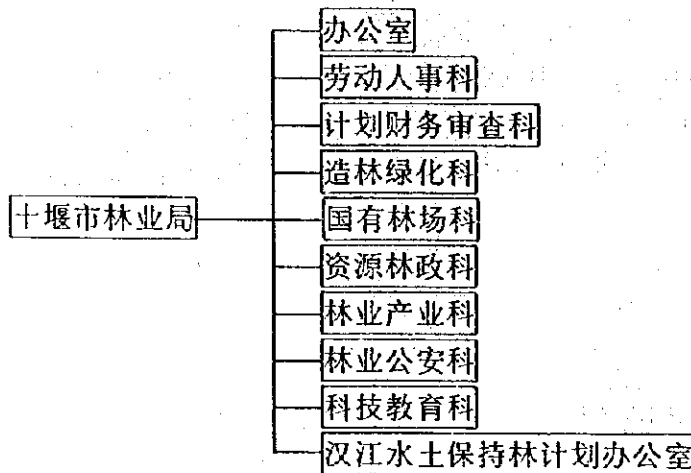 办公室
劳动人事科
计划财务审查科
造林绿化科
十堰市林业局
国有林场科
资源林政科
林业产业科
林业公安科
科技教育科
汉江水土保持林计划办公室